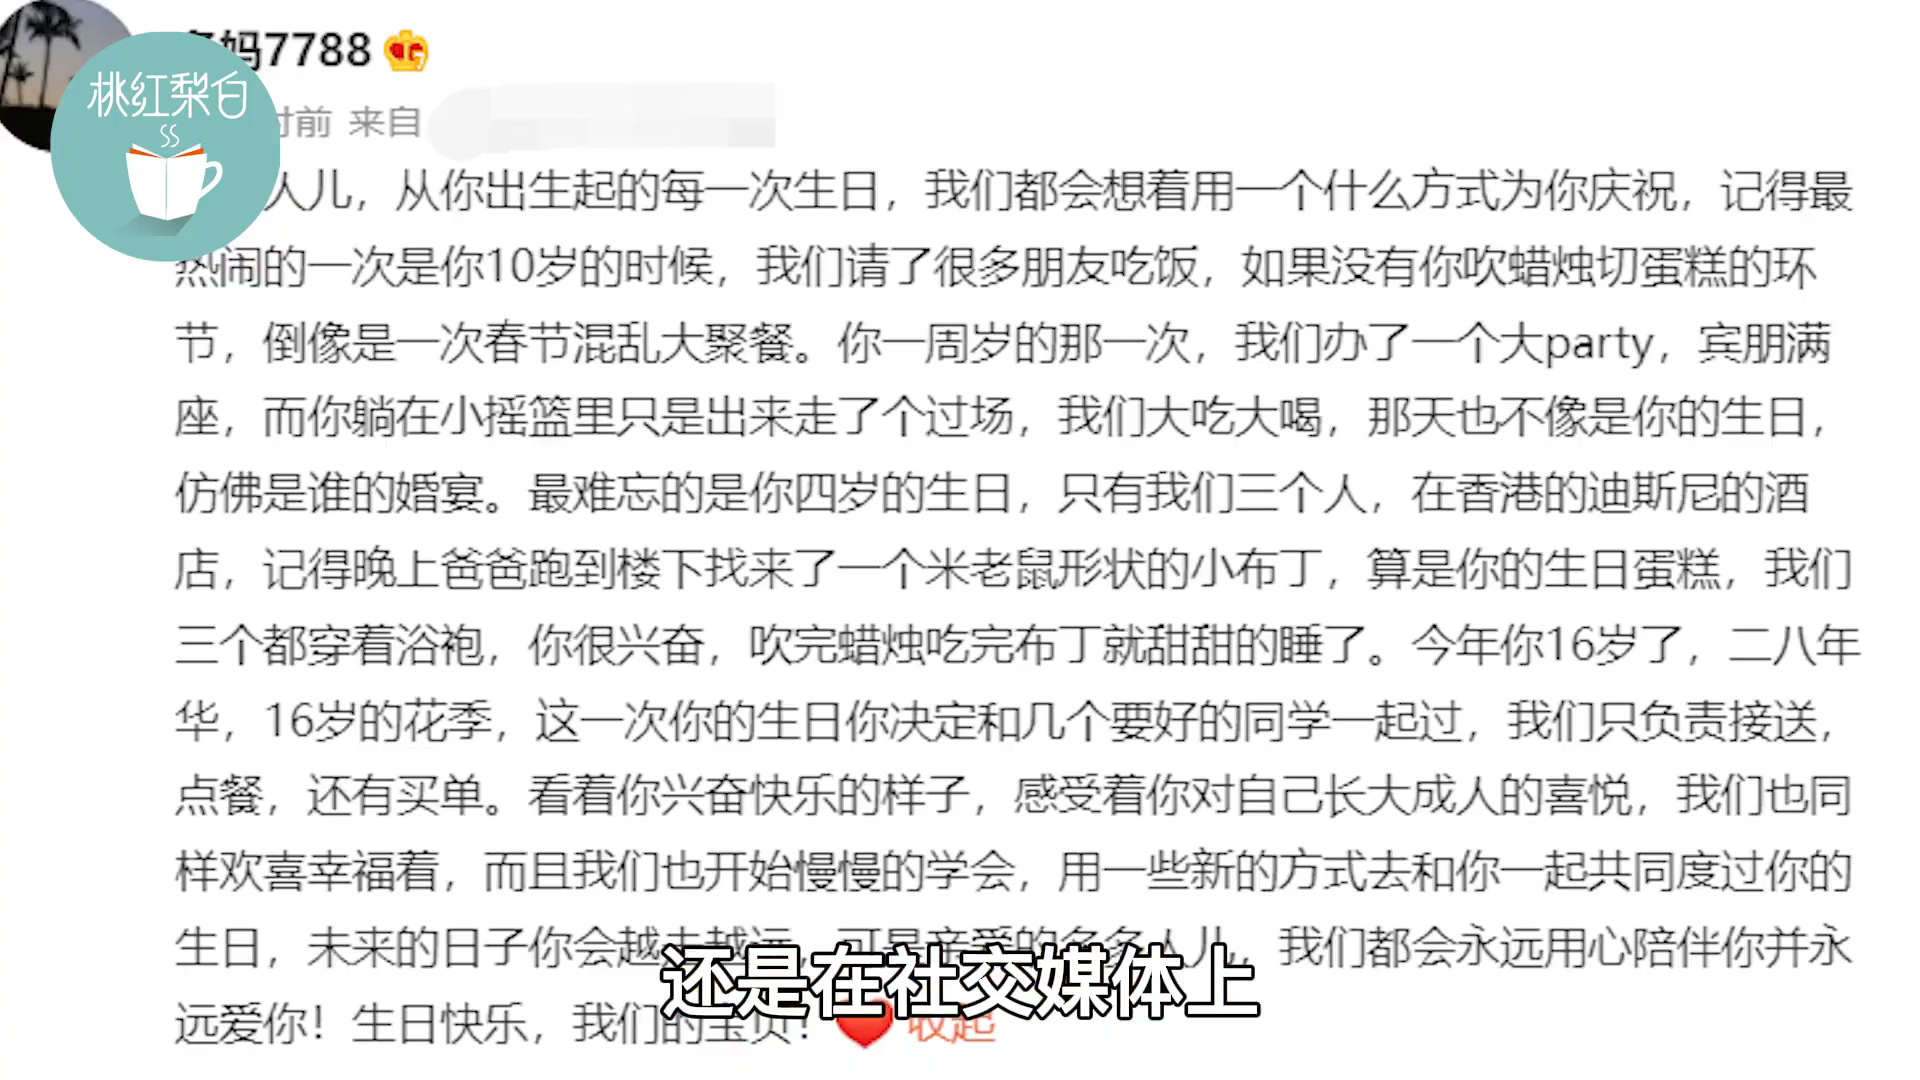 妈7788
桃红梨白
时前 来自
人儿，从你出生起的每一次生日，我们都会想着用一个什么方式为你庆祝，记得最
热闹的一次是你10岁的时候，我们请了很多朋友吃饭，如果没有你吹蜡烛切蛋糕的环
节，倒像是一次春节混乱大聚餐。你一周岁的那一次，我们办了一个大party，宾朋满
座，而你躺在小摇篮里只是出来走了个过场，我们大吃大喝，那天也不像是你的生日，
仿佛是谁的婚宴。最难忘的是你四岁的生日，只有我们三个人，在香港的迪斯尼的酒
店，记得晚上爸爸跑到楼下找来了一个米老鼠形状的小布丁，算是你的生日蛋糕，我们
三个都穿着浴袍，你很兴奋，吹完蜡烛吃完布丁就甜甜的睡了。今年你16岁了，二八年
华，16岁的花季，这一次你的生日你决定和几个要好的同学一起过，我们只负责接送，
点餐，还有买单。看着你兴奋快乐的样子，感受着你对自己长大成人的喜悦，我们也同
样欢喜幸福着，而且我们也开始慢慢的学会，用一些新的方式去和你一起共同度过你的
生日，未来的日子你会越走越远，可是亲爱的多多人儿，我们都会永远用心陪伴你并永
远爱你！生日快乐，我们的宝贝！ 收起
还是在社交媒体上